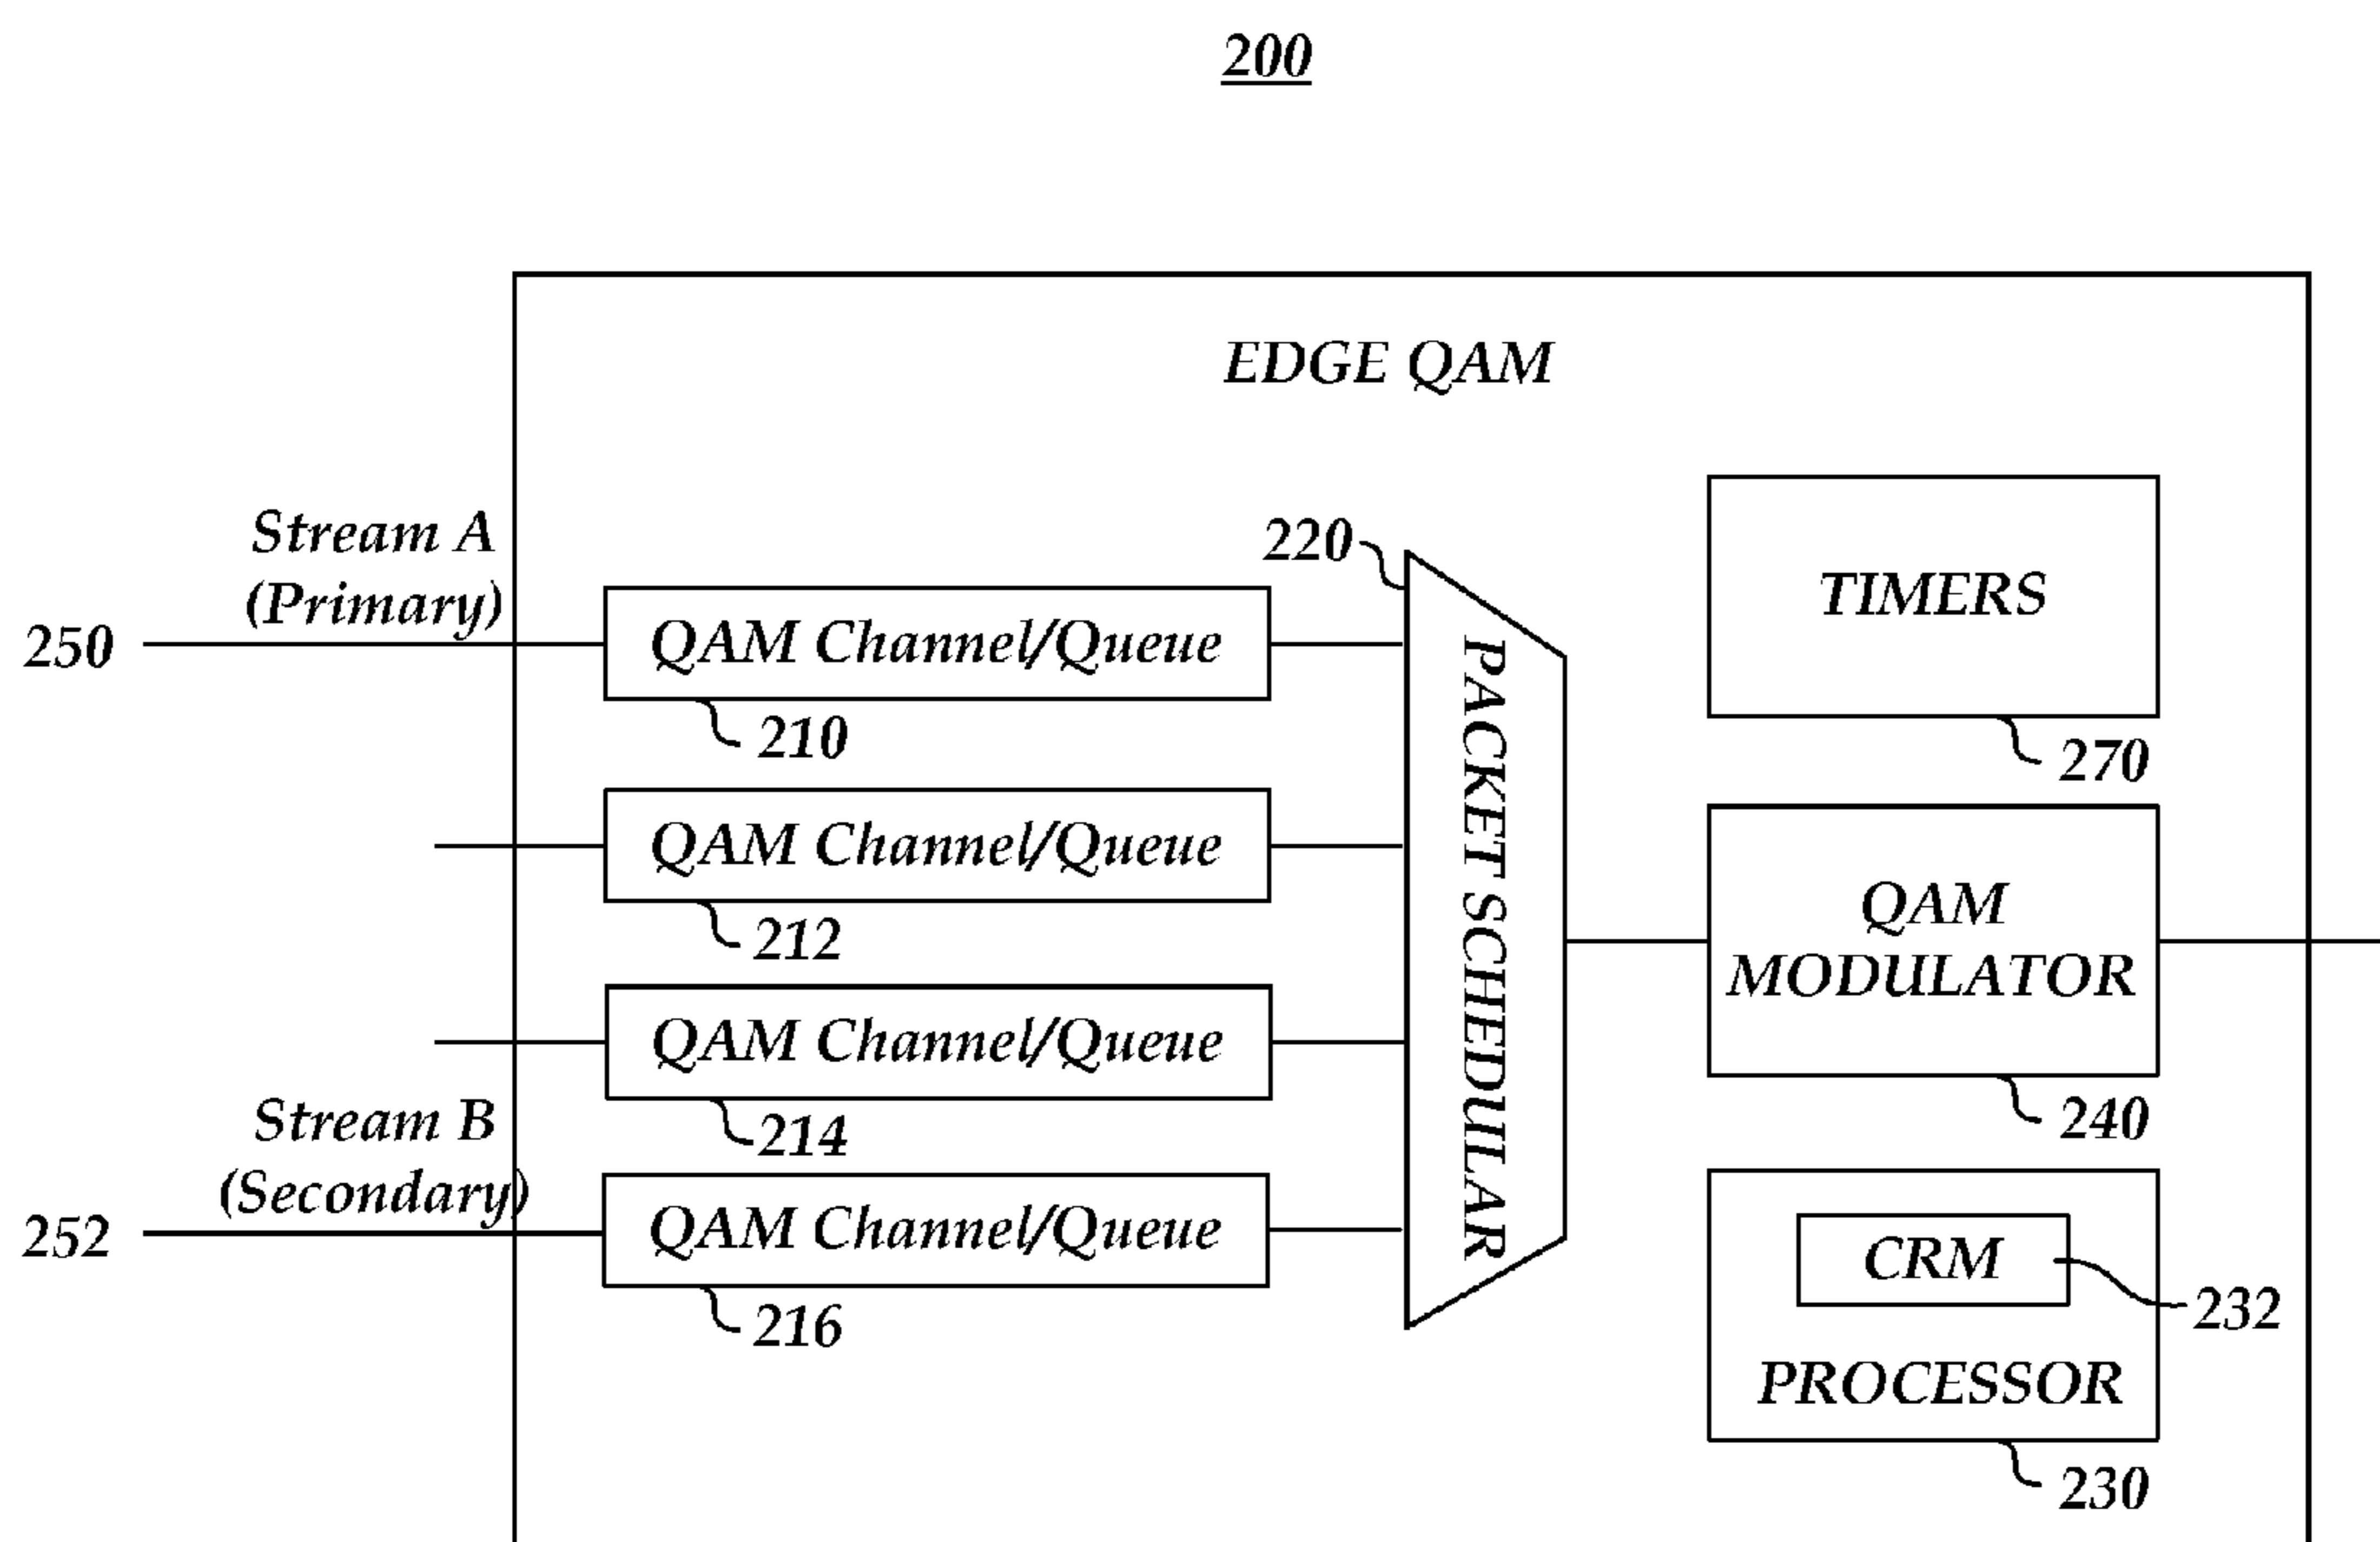 200
EDGE QAM
Stream A
(Primary)
250
QAM Channel/Queue
210
QAM Channel/Queue
212
QAM Channel/Queue
214
Stream B
(Secondary)
252
QAM Channel/Queue
216
220
PACKET SCHEDULAR
TIMERS
270
QAM
MODULATOR
240
CRM
232
PROCESSOR
230